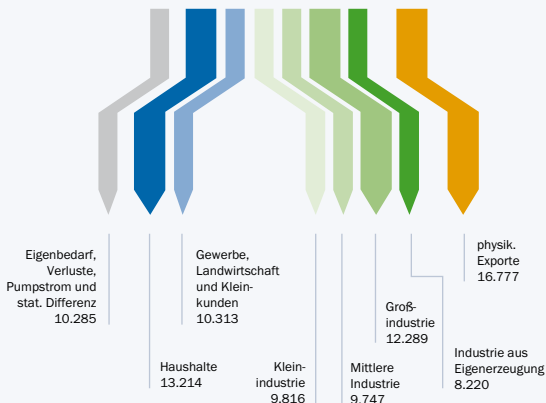 Eigenbedarf,
Verluste,
Pumpstrom und
stat. Differenz
10.285
Haushalte
13.214
Gewerbe,
Landwirtschaft
und Klein-
kunden
10.313
Klein-
industrie
9.816
Mittlere
Industrie
9.747
Groß-
industrie
12.289
Industrie aus
Eigenerzeugung
8.220
physik.
Exporte
16.777